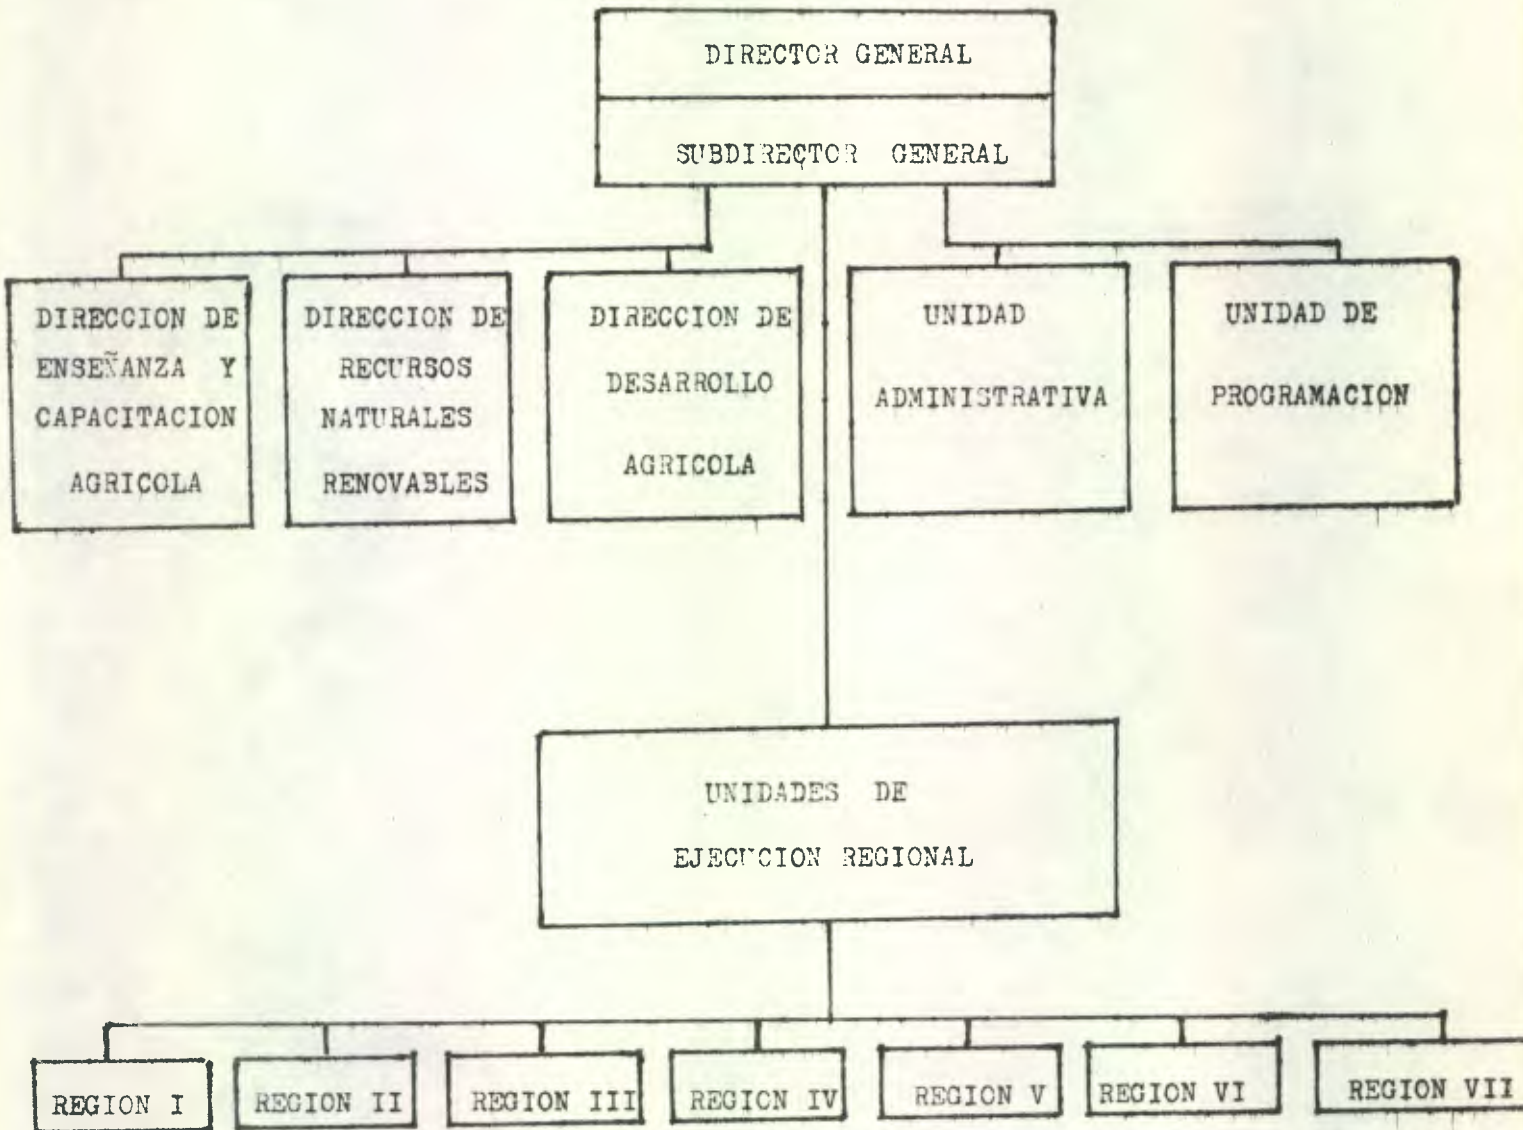 DIRECTOR GENERAL
SUBDIRECTOR GENERAL
DIRECCION DE
ENSEÑANZA Y
CAPACITACION
AGRICOLA
DIRECCION DE
RECURSOS
NATURALES
RENOVABLES
DIRECCION DE
DESARROLLO
AGRICOLA
UNIDAD
ADMINISTRATIVA
UNIDAD DE
PROGRAMACION
UNIDADES DE
EJECUCION REGIONAL
REGION I
REGION II
REGION III
REGION IV
REGION V
REGION VI
REGION VII